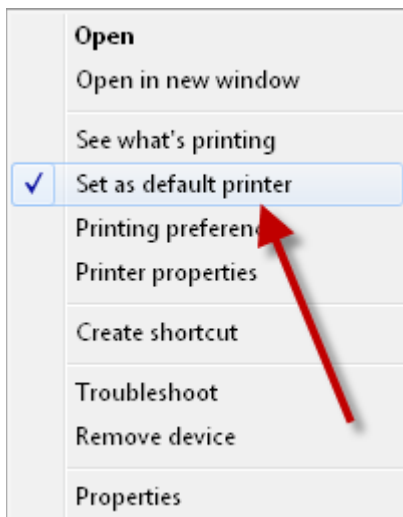 Open
Open in new window
See what's printing
Set as default printer
Printing
Printer properties
Create shortcut
Troubleshoot
Remove device
Properties